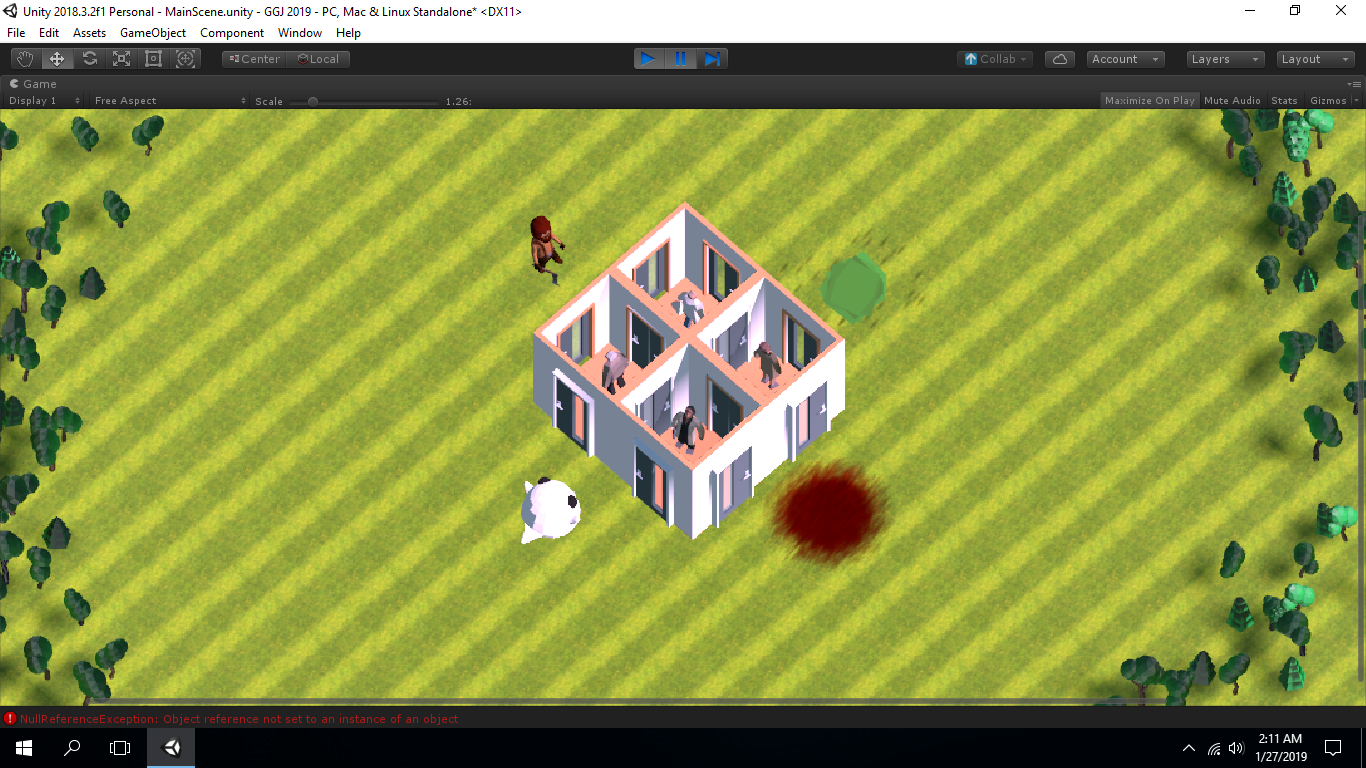 Unity 2018.3.2f1 Personal - MainScene.unity - GGJ 2019 - PC, Mac & Linux Standalone* <DX11>
File Edit Assets GameObject Component Window Help
Center Local Collab Account Layers Layout
Game
Display 1 Free Aspect Scale 1.26: Maximize On Play Mute Audio Stats Gizmos
NullReferenceException: Object reference not set to an instance of an object
2:11 AM
1/27/2019